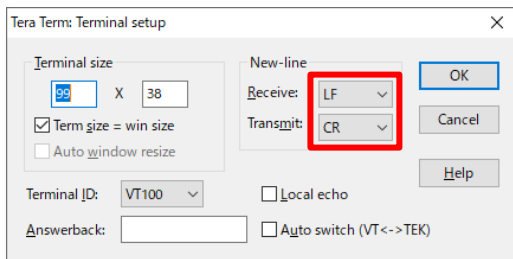 Tera Term: Terminal setup
Terminal size
99 X 38
Term size = win size
Auto window resize
New-line
Receive: LF
Transmit: CR
OK
Cancel
Help
Terminal ID: VT100
Local echo
Answerback:
Auto switch (VT<->TEK)